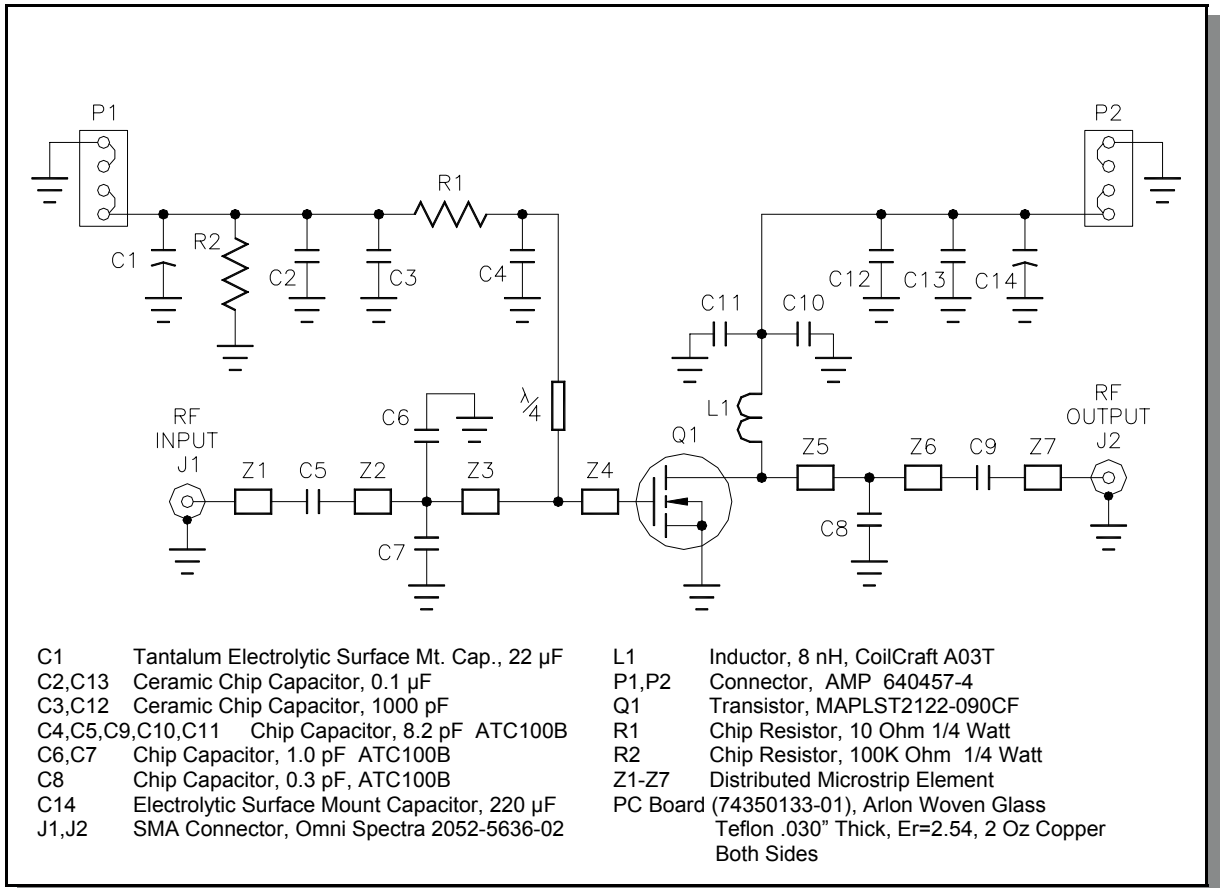 P1
P2
R1
R2
C1
C2
C3
C4
C12
C13
C14
C11
C10
λ/4
L1
C6
RF
INPUT
J1
Q1
RF
OUTPUT
J2
Z1
C5
Z2
Z3
Z4
Z5
Z6
C9
Z7
C7
C8
C1 Tantalum Electrolytic Surface Mt. Cap., 22 µF
C2,C13 Ceramic Chip Capacitor, 0.1 µF
C3,C12 Ceramic Chip Capacitor, 1000 pF
C4,C5,C9,C10,C11 Chip Capacitor, 8.2 pF ATC100B
C6,C7 Chip Capacitor, 1.0 pF ATC100B
C8 Chip Capacitor, 0.3 pF, ATC100B
C14 Electrolytic Surface Mount Capacitor, 220 µF
J1,J2 SMA Connector, Omni Spectra 2052-5636-02
L1 Inductor, 8 nH, CoilCraft A03T
P1,P2 Connector, AMP 640457-4
Q1 Transistor, MAPLST2122-090CF
R1 Chip Resistor, 10 Ohm 1/4 Watt
R2 Chip Resistor, 100K Ohm 1/4 Watt
Z1-Z7 Distributed Microstrip Element
PC Board (74350133-01), Arlon Woven Glass
Teflon .030” Thick, Er=2.54, 2 Oz Copper
Both Sides